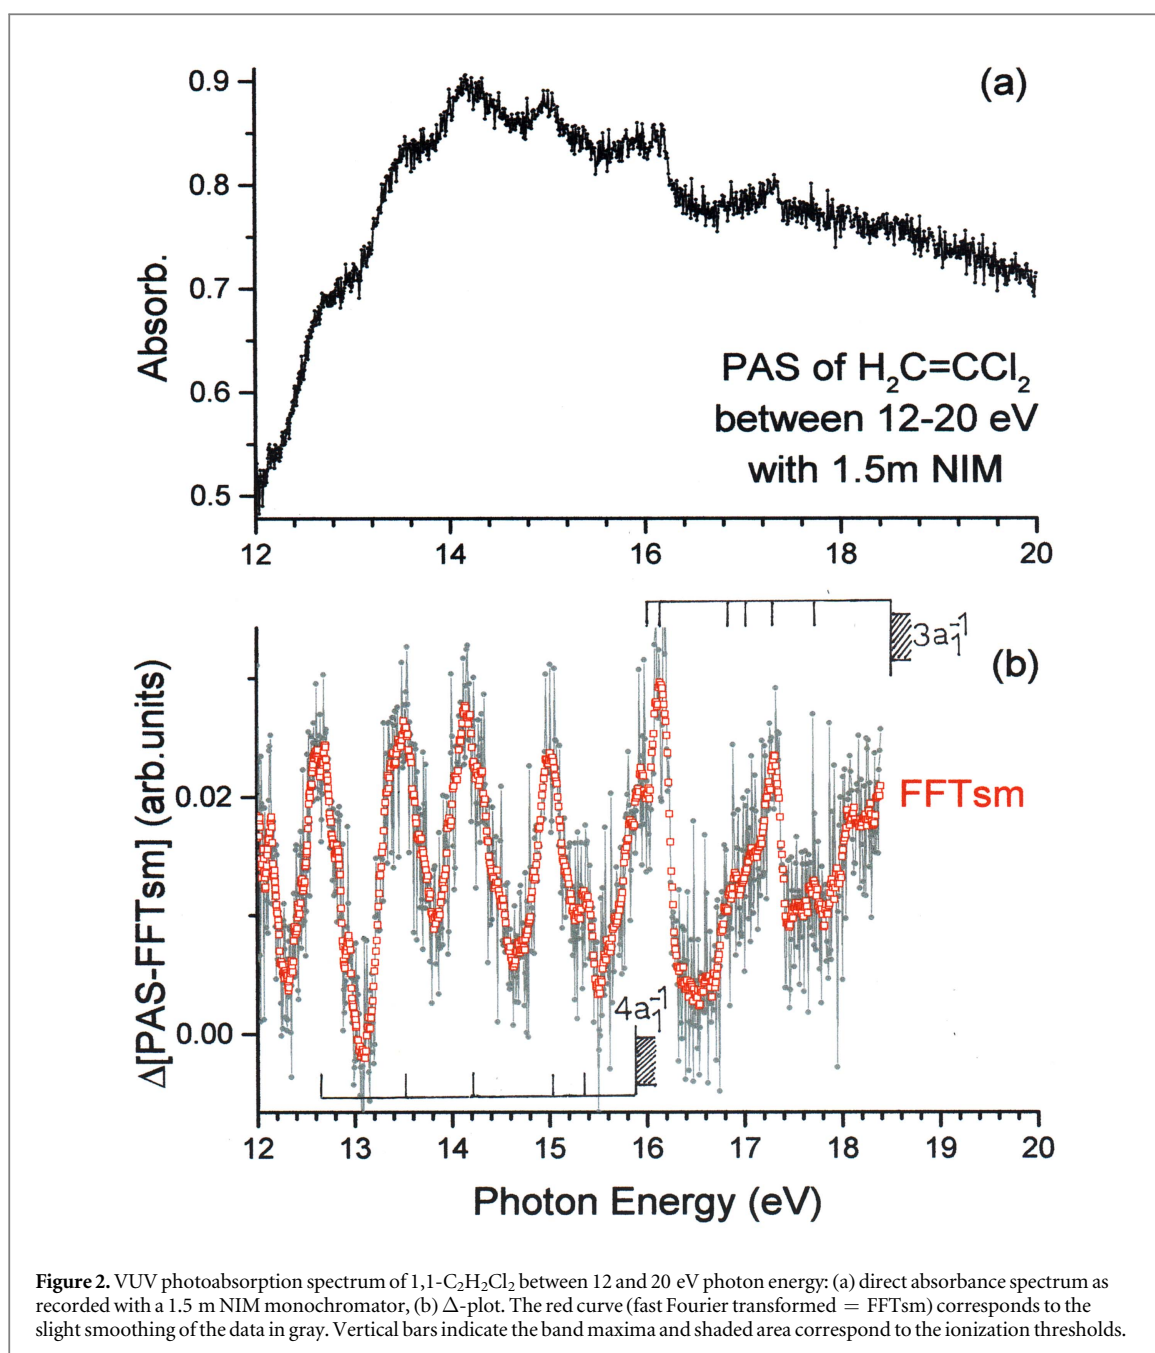 (a)
0.9
0.8
0.7
0.6
0.5
Absorb.
PAS of H₂C=CCl₂
between 12-20 eV
with 1.5m NIM
12 14 16 18 20
3a₁⁻¹
(b)
Δ[PAS-FFTsm] (arb.units)
0.02
0.00
FFTsm
4a₁⁻¹
12 13 14 15 16 17 18 19 20
Photon Energy (eV)
Figure 2. VUV photoabsorption spectrum of 1,1-C₂H₂Cl₂ between 12 and 20 eV photon energy: (a) direct absorbance spectrum as
recorded with a 1.5 m NIM monochromator, (b) Δ-plot. The red curve (fast Fourier transformed = FFTsm) corresponds to the
slight smoothing of the data in gray. Vertical bars indicate the band maxima and shaded area correspond to the ionization thresholds.